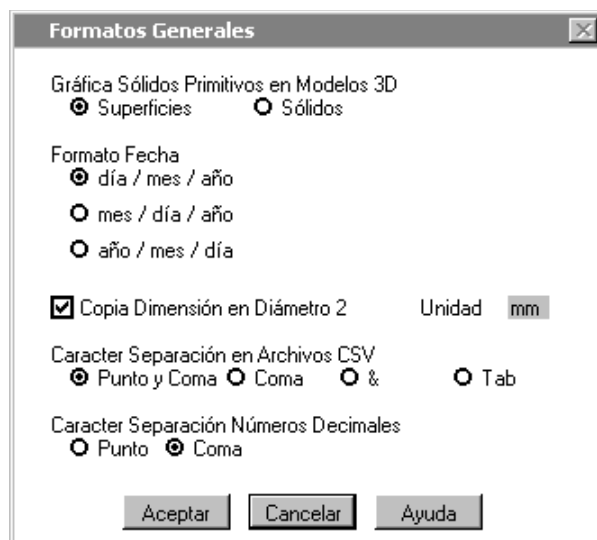 Formatos Generales
Gráfica Sólidos Primitivos en Modelos 3D
Superficies Sólidos
Formato Fecha
día / mes / año
mes / día / año
año / mes / día
Copia Dimensión en Diámetro 2 Unidad mm
Caracter Separación en Archivos CSV
Punto y Coma Coma & Tab
Caracter Separación Números Decimales
Punto Coma
Aceptar Cancelar Ayuda